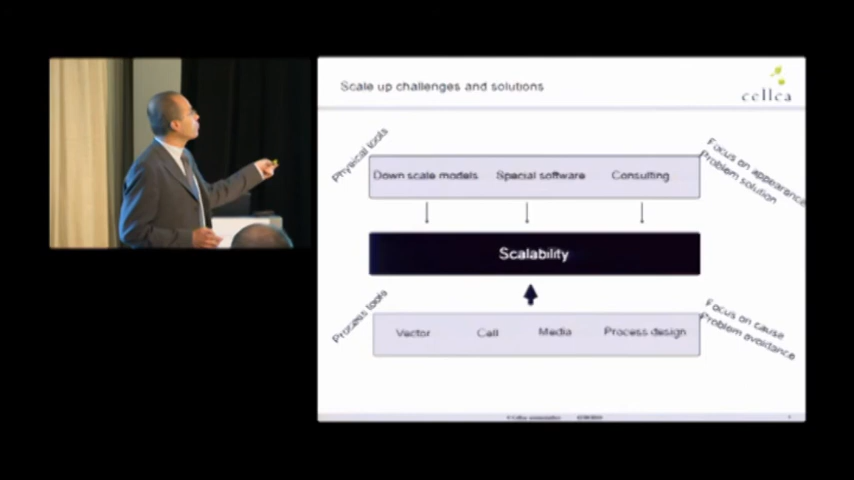 Scale up challenges and solutions
cellca
Physical tools
Focus on appearance
Problem solution
Down scale models
Special software
Consulting
Scalability
Process tools
Focus on cause
Problem avoidance
Vector
Cell
Media
Process design